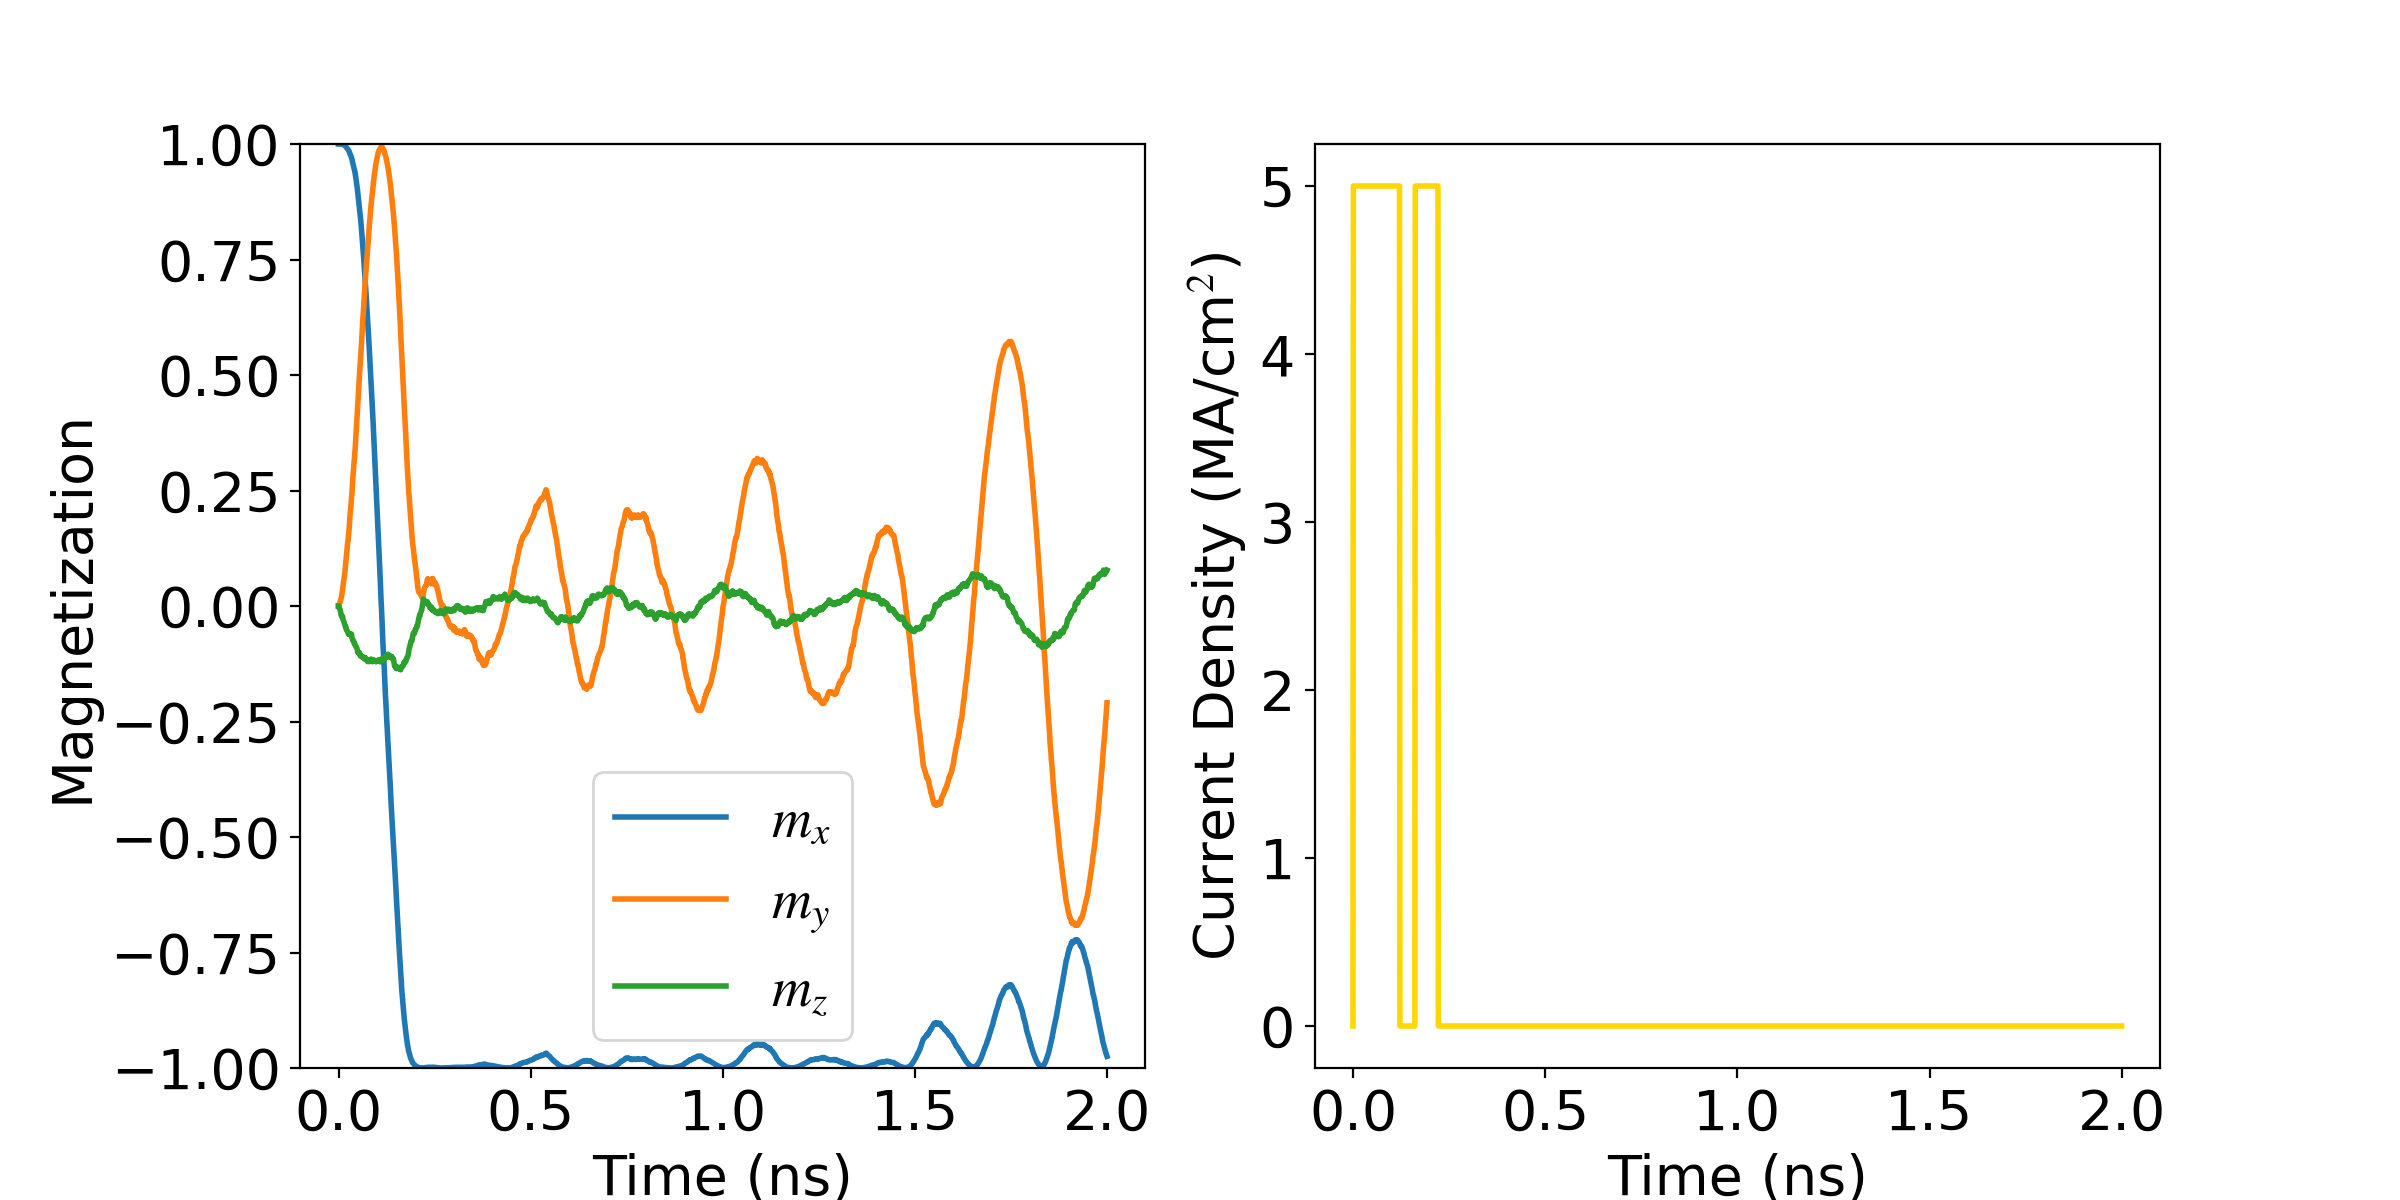 Magnetization
1.00
0.75
0.50
0.25
0.00
−0.25
−0.50
−0.75
−1.00
0.0 0.5 1.0 1.5 2.0
Time (ns)
m_x
m_y
m_z
Current Density (MA/cm²)
5
4
3
2
1
0
0.0 0.5 1.0 1.5 2.0
Time (ns)